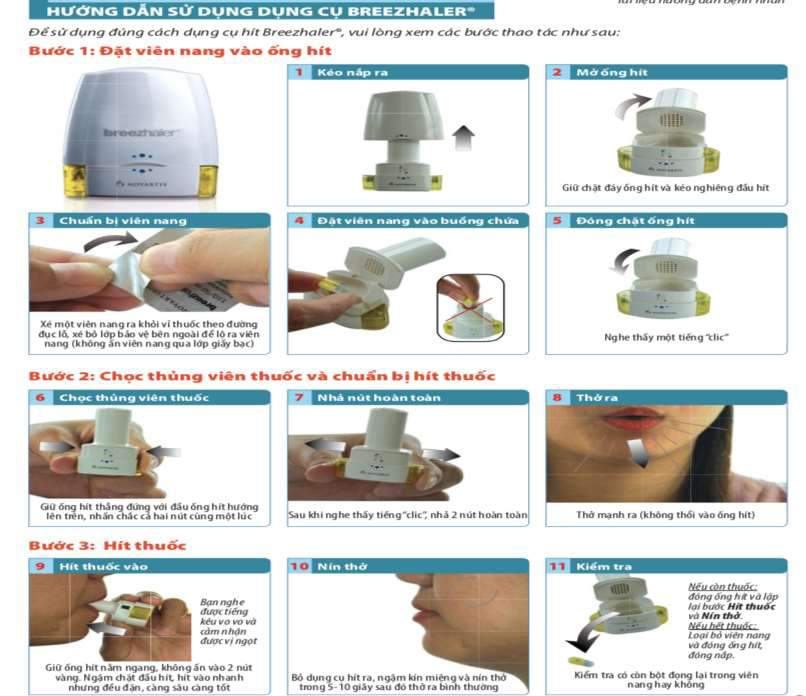 Tài liệu hướng dẫn bệnh nhân
HƯỚNG DẪN SỬ DỤNG DỤNG CỤ BREEZHALER®
Để sử dụng đúng cách dụng cụ hít Breezhaler®, vui lòng xem các bước thao tác như sau:
Bước 1: Đặt viên nang vào ống hít
breezhaler
NOVARTIS
1 Kéo nắp ra
2 Mở ống hít
NOVARTIS
Giữ chặt đáy ống hít và kéo nghiêng đầu hít
3 Chuẩn bị viên nang
Xé một viên nang ra khỏi vỉ thuốc theo đường
đục lỗ, xé bỏ lớp bảo vệ bên ngoài để lộ ra viên
nang (không ấn viên nang qua lớp giấy bạc)
4 Đặt viên nang vào buồng chứa
5 Đóng chặt ống hít
Nghe thấy một tiếng "clic"
Bước 2: Chọc thủng viên thuốc và chuẩn bị hít thuốc
6 Chọc thủng viên thuốc
Giữ ống hít thẳng đứng với đầu ống hít hướng
lên trên, nhấn chắc cả hai nút cùng một lúc
7 Nhả nút hoàn toàn
Sau khi nghe thấy tiếng "clic", nhả 2 nút hoàn toàn
8 Thở ra
Thở mạnh ra (không thổi vào ống hít)
Bước 3: Hít thuốc
9 Hít thuốc vào
Bạn nghe
được tiếng
kêu vo vo và
cảm nhận
được vị ngọt
Giữ ống hít nằm ngang, không ấn vào 2 nút
vàng. Ngậm chặt đầu hít, hít vào nhanh
nhưng đều đặn, càng sâu càng tốt
10 Nín thở
Bỏ dụng cụ hít ra, ngậm kín miệng và nín thở
trong 5-10 giây sau đó thở ra bình thường
11 Kiểm tra
Nếu còn thuốc:
đóng ống hít và lặp
lại bước Hít thuốc
và Nín thở.
Nếu hết thuốc:
Loại bỏ viên nang
và đóng ống hít,
đóng nắp.
Kiểm tra có còn bột đọng lại trong viên
nang hay không